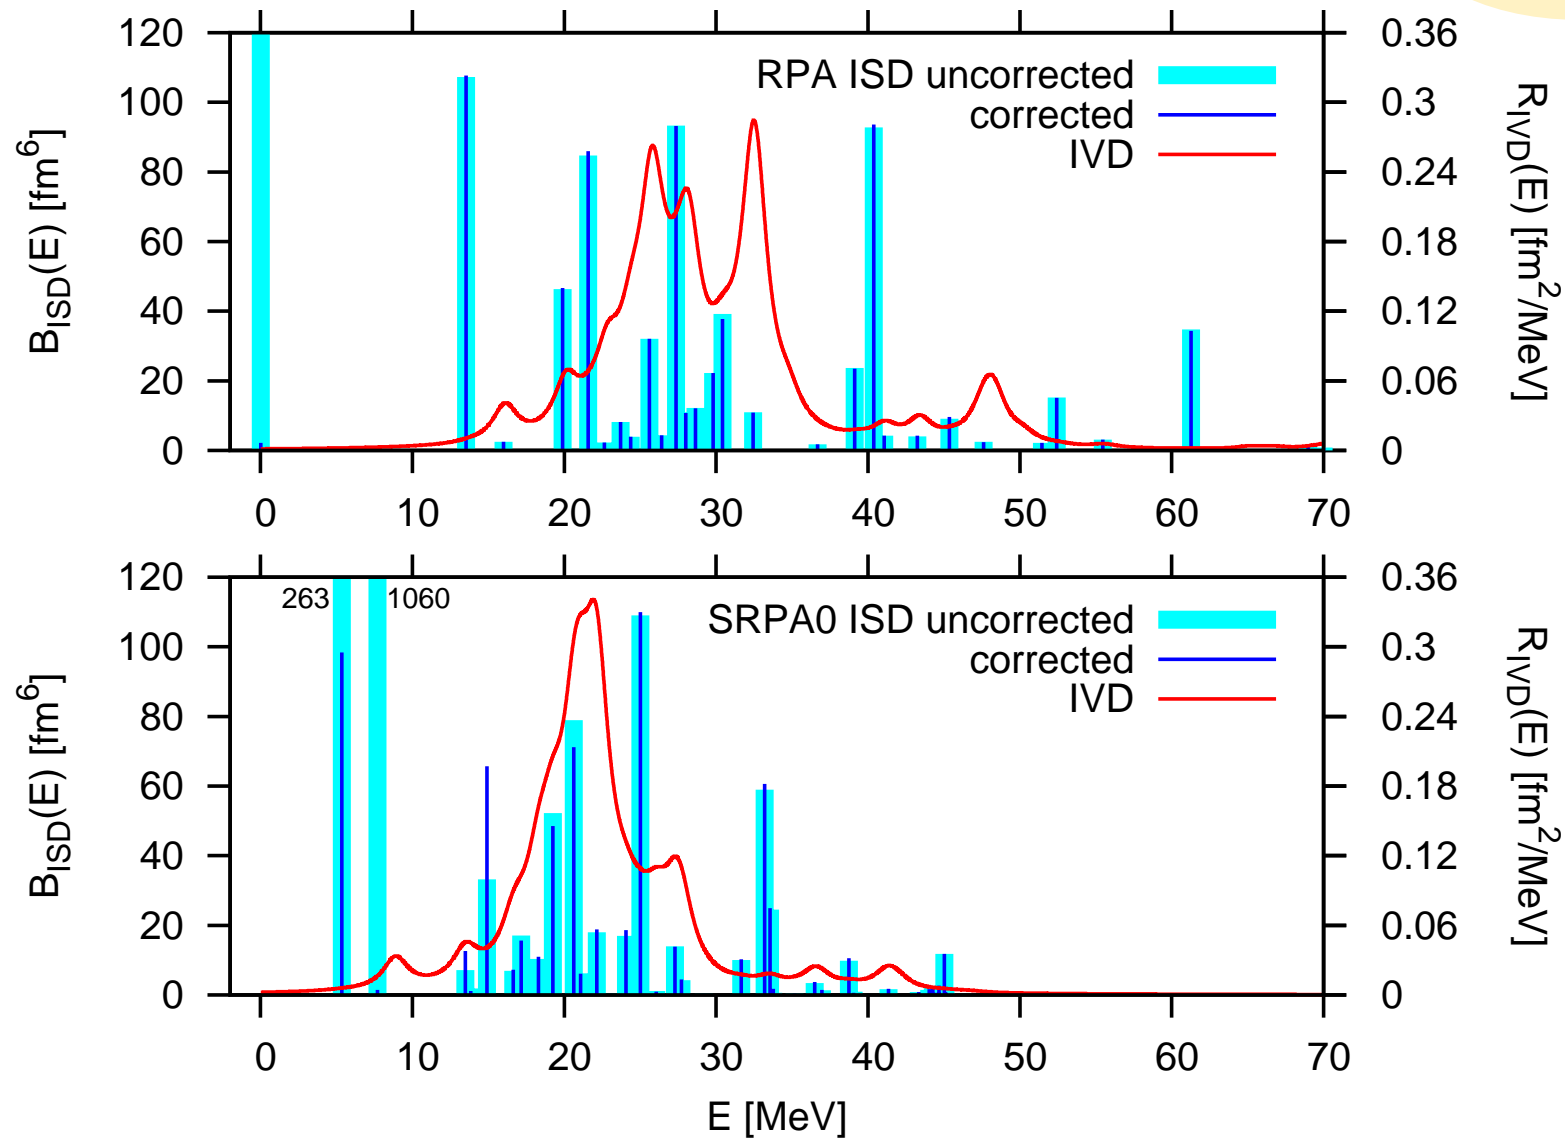 120 0.36
RPA ISD uncorrected
100 0.3
corrected
80 0.24
IVD
60 0.18
40 0.12
20 0.06
0 0
B_ISD(E) [fm^6]
R_IVD(E) [fm^2/MeV]
0 10 20 30 40 50 60 70
120 0.36
263 1060
SRPA0 ISD uncorrected
100 0.3
corrected
80 0.24
IVD
60 0.18
40 0.12
20 0.06
0 0
B_ISD(E) [fm^6]
R_IVD(E) [fm^2/MeV]
0 10 20 30 40 50 60 70
E [MeV]